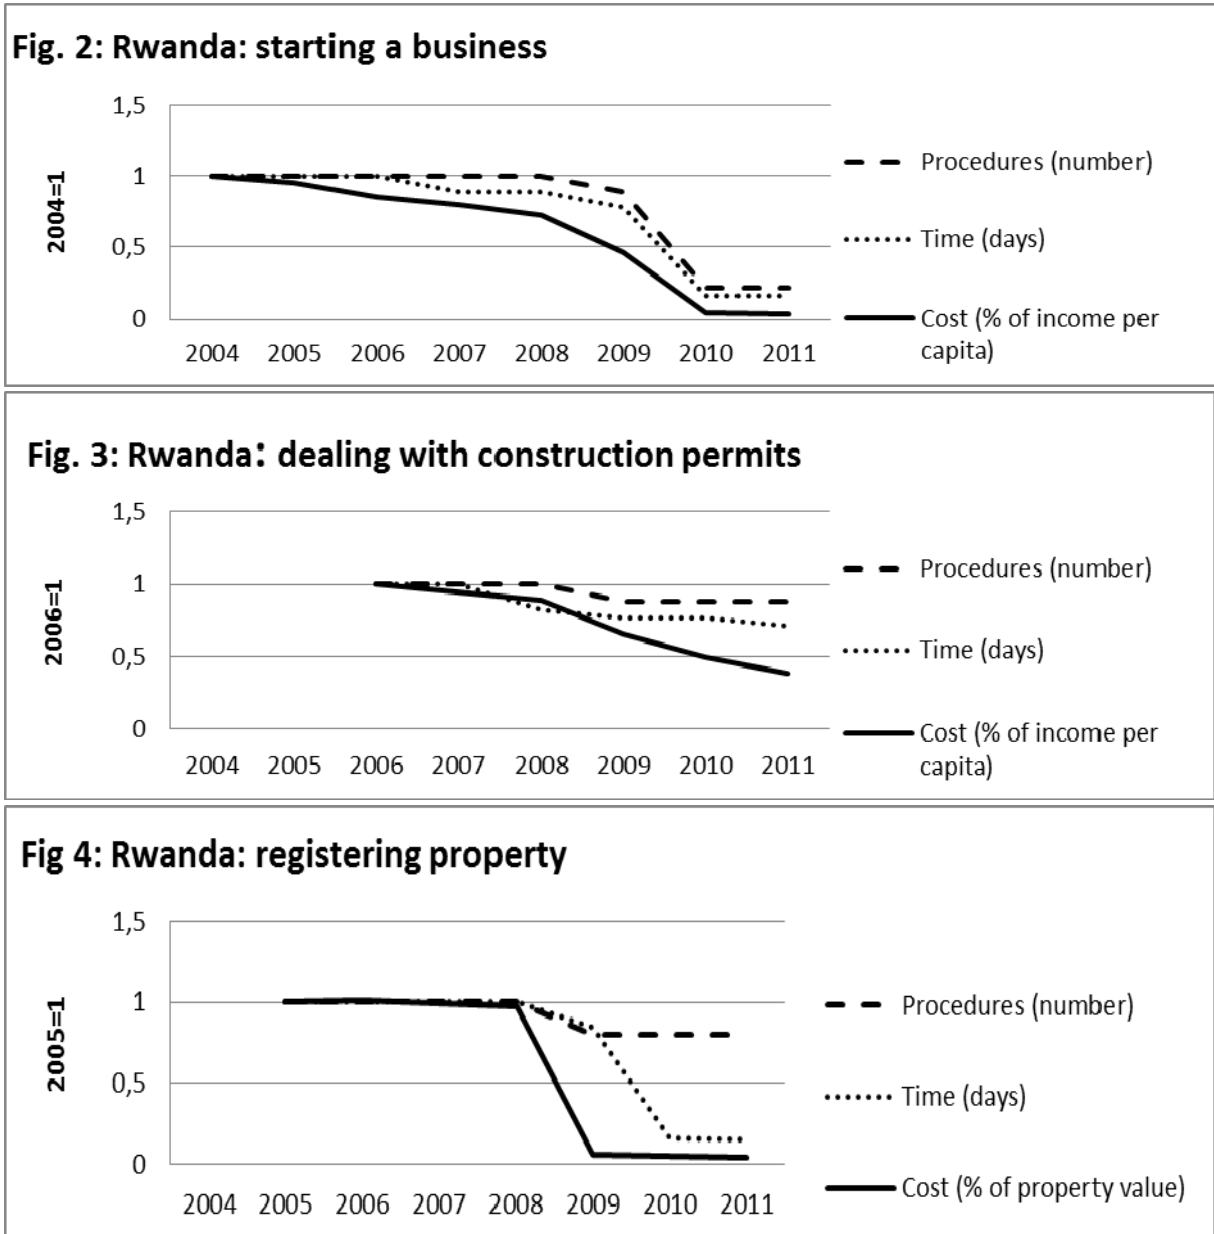 Fig. 2: Rwanda: starting a business
1,5
1
0,5
0
2004=1
2004 2005 2006 2007 2008 2009 2010 2011
Procedures (number)
Time (days)
Cost (% of income per
capita)
Fig. 3: Rwanda: dealing with construction permits
1,5
1
0,5
0
2006=1
2004 2005 2006 2007 2008 2009 2010 2011
Procedures (number)
Time (days)
Cost (% of income per
capita)
Fig 4: Rwanda: registering property
1,5
1
0,5
0
2005=1
2004 2005 2006 2007 2008 2009 2010 2011
Procedures (number)
Time (days)
Cost (% of property value)